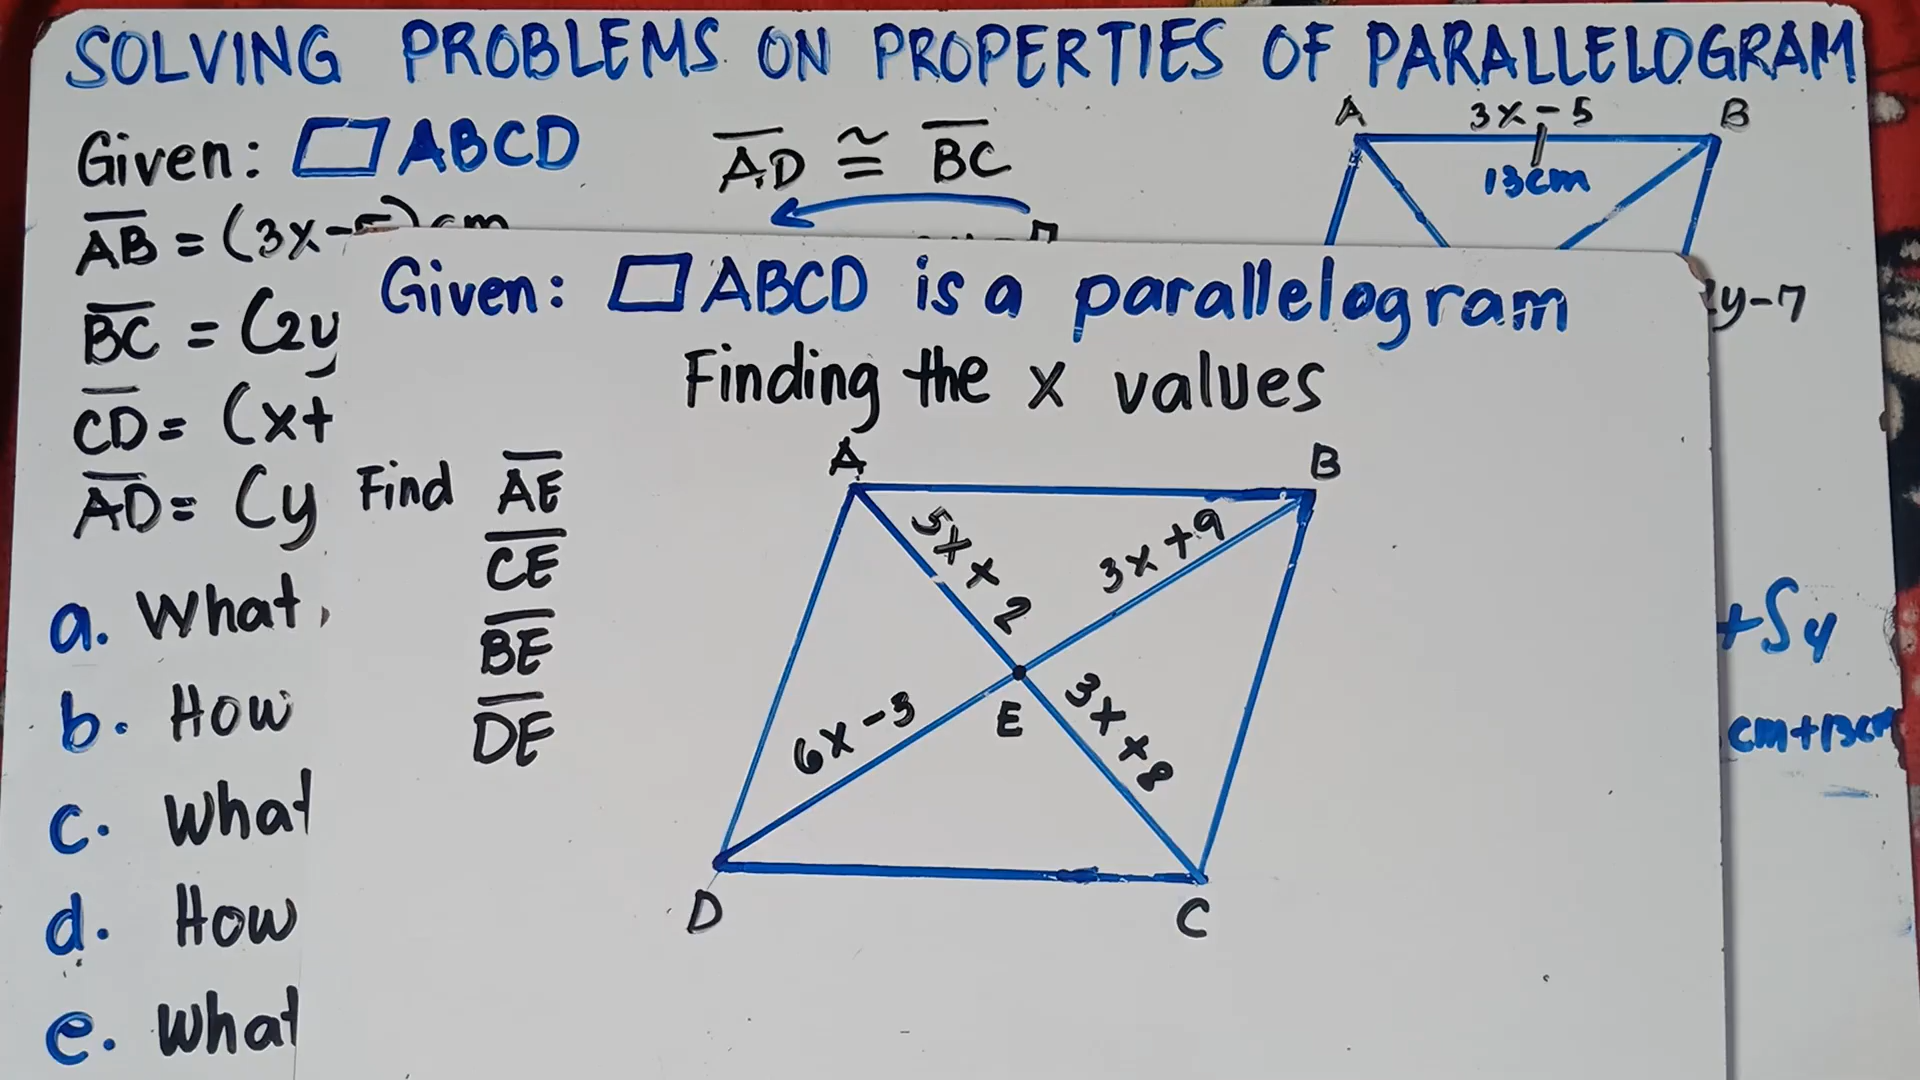 SOLVING PROBLEMS ON PROPERTIES OF PARALLELOGRAM
Given: ▱ABCD
AD ≅ BC
A 3x-5 B
13cm
AB = (3x-5) cm
BC = (2y
CD = (x+
AD = (y
2y-7
a. What
b. How
c. What
d. How
e. What
+5y
cm+13cm
Given: ▱ABCD is a parallelogram
Finding the x values
Find AE
CE
BE
DE
A B
5x+2 3x+9
E
6x-3 3x+8
D C